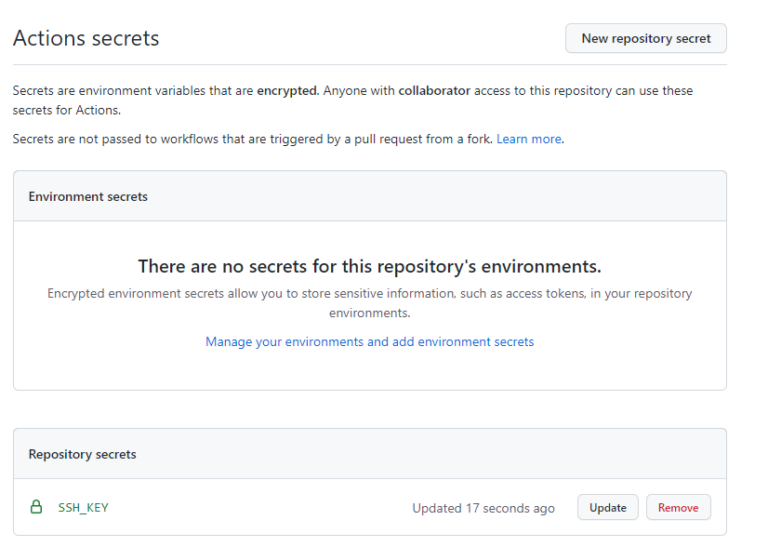 Actions secrets
New repository secret
Secrets are environment variables that are encrypted. Anyone with collaborator access to this repository can use these
secrets for Actions.
Secrets are not passed to workflows that are triggered by a pull request from a fork. Learn more.
Environment secrets
There are no secrets for this repository's environments.
Encrypted environment secrets allow you to store sensitive information, such as access tokens, in your repository
environments.
Manage your environments and add environment secrets
Repository secrets
SSH_KEY
Updated 17 seconds ago
Update
Remove